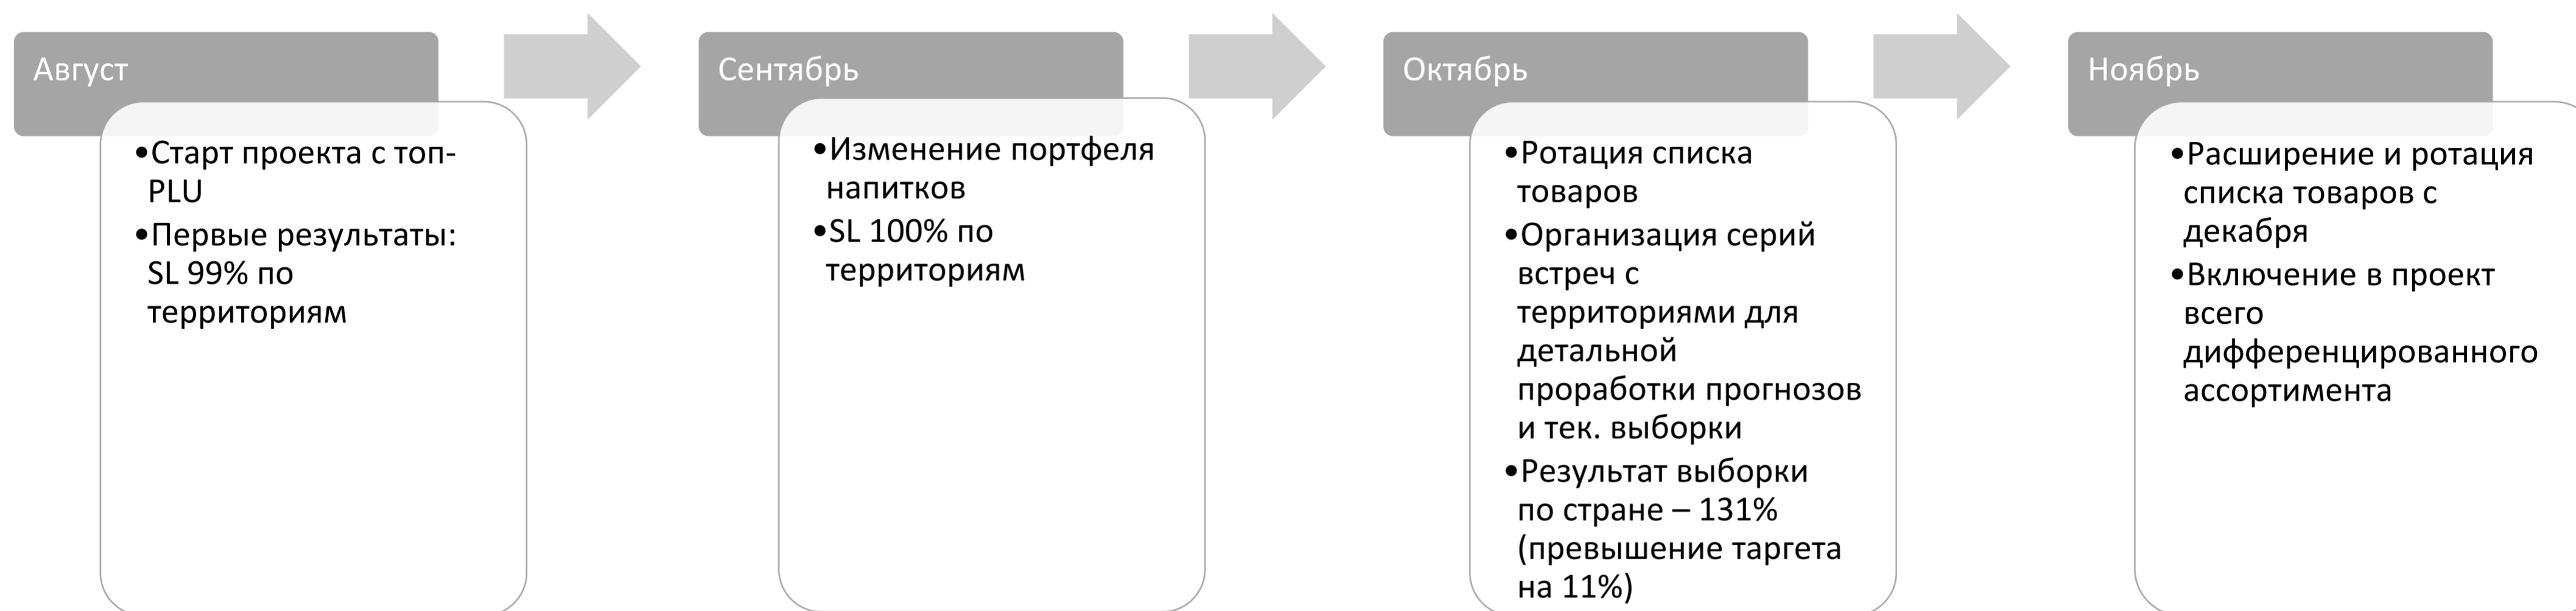 Август
•Старт проекта с топ-
PLU
•Первые результаты:
SL 99% по
территориям
Сентябрь
•Изменение портфеля
напитков
•SL 100% по
территориям
Октябрь
•Ротация списка
товаров
•Организация серий
встреч с
территориями для
детальной
проработки прогнозов
и тек. выборки
•Результат выборки
по стране – 131%
(превышение таргета
на 11%)
Ноябрь
•Расширение и ротация
списка товаров с
декабря
•Включение в проект
всего
дифференцированного
ассортимента